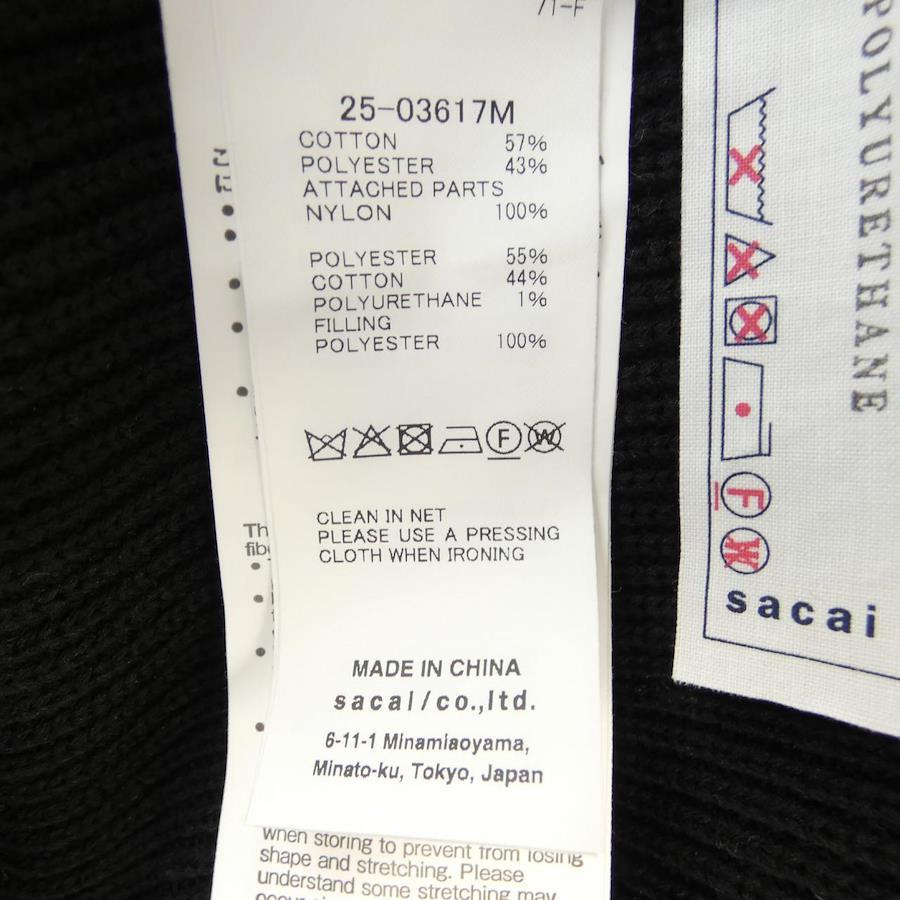 71-F
25-03617M
COTTON 57%
POLYESTER 43%
ATTACHED PARTS
NYLON 100%
POLYESTER 55%
COTTON 44%
POLYURETHANE 1%
FILLING
POLYESTER 100%
F W
CLEAN IN NET
PLEASE USE A PRESSING
CLOTH WHEN IRONING
MADE IN CHINA
sacai/co.,ltd.
6-11-1 Minamiaoyama,
Minato-ku, Tokyo, Japan
when storing to prevent from losing
shape and stretching. Please
understand some stretching may
POLYURETHANE
F
W
sacai